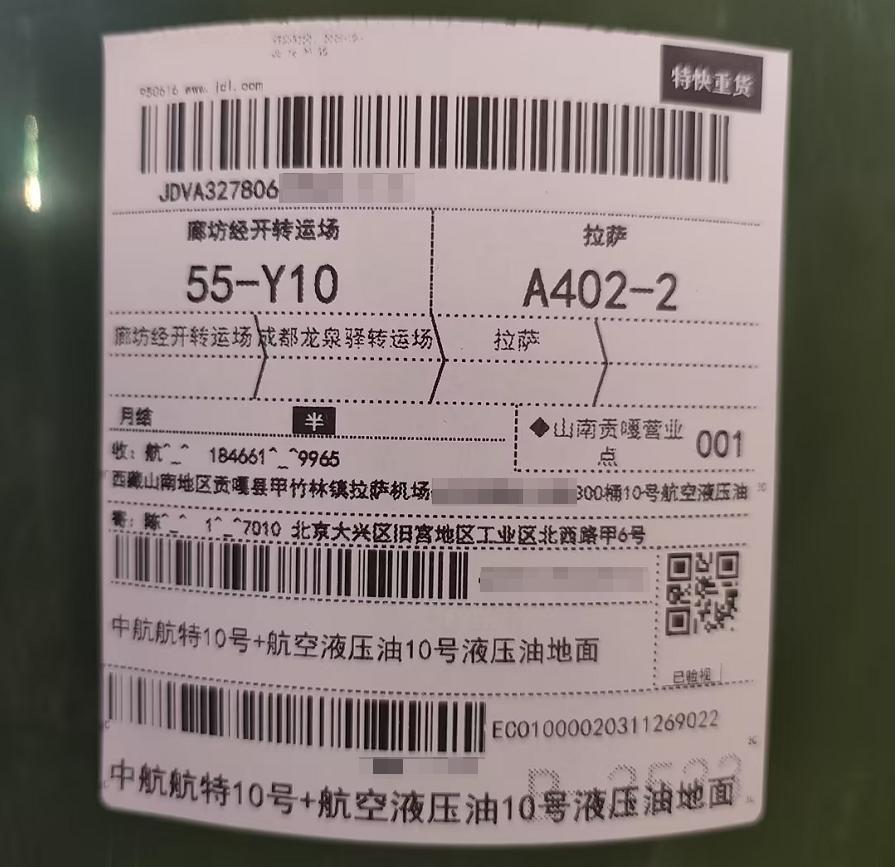 950616 www.jdl.com
特快重货
JDVA327806
廊坊经开转运场
拉萨
55-Y10
A402-2
廊坊经开转运场
成都龙泉驿转运场
拉萨
月结
半
◆山南贡嘎营业点
001
收：航^_^ 184661^_^9965
西藏山南地区贡嘎县甲竹林镇拉萨机场
300桶10号航空液压油
寄：陈^_^ 1^_^7010 北京大兴区旧宫地区工业区北西路甲6号
中航航特10号+航空液压油10号液压油地面
已验视
ECO1000020311269022
中航航特10号+航空液压油10号液压油地面